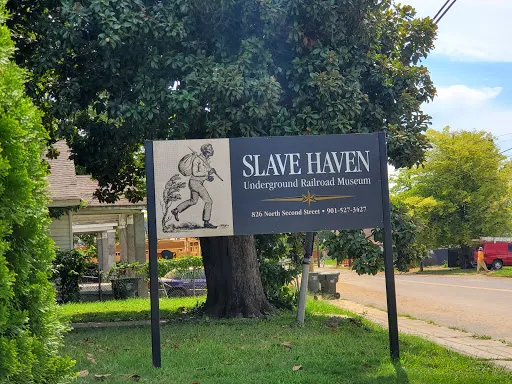 SLAVE HAVEN
Underground Railroad Museum
826 North Second Street • 901-527-3427